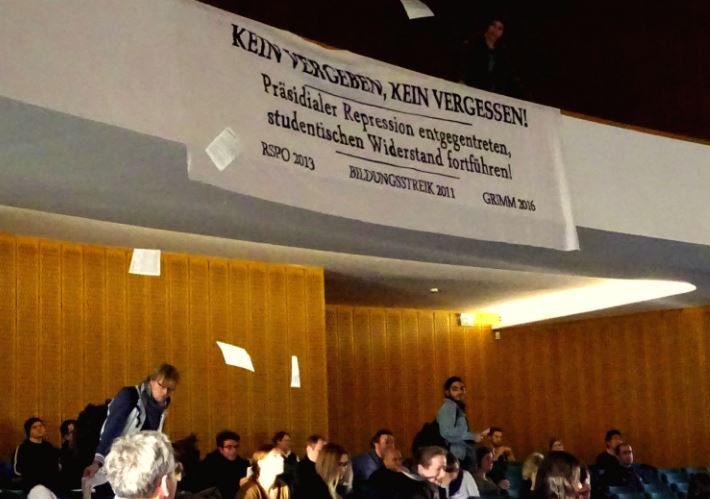 KEIN VERGEBEN, KEIN VERGESSEN!
Präsidialer Repression entgegentreten,
studentischen Widerstand fortführen!
RSPO 2013 BILDUNGSSTREIK 2011 GRIMM 2016